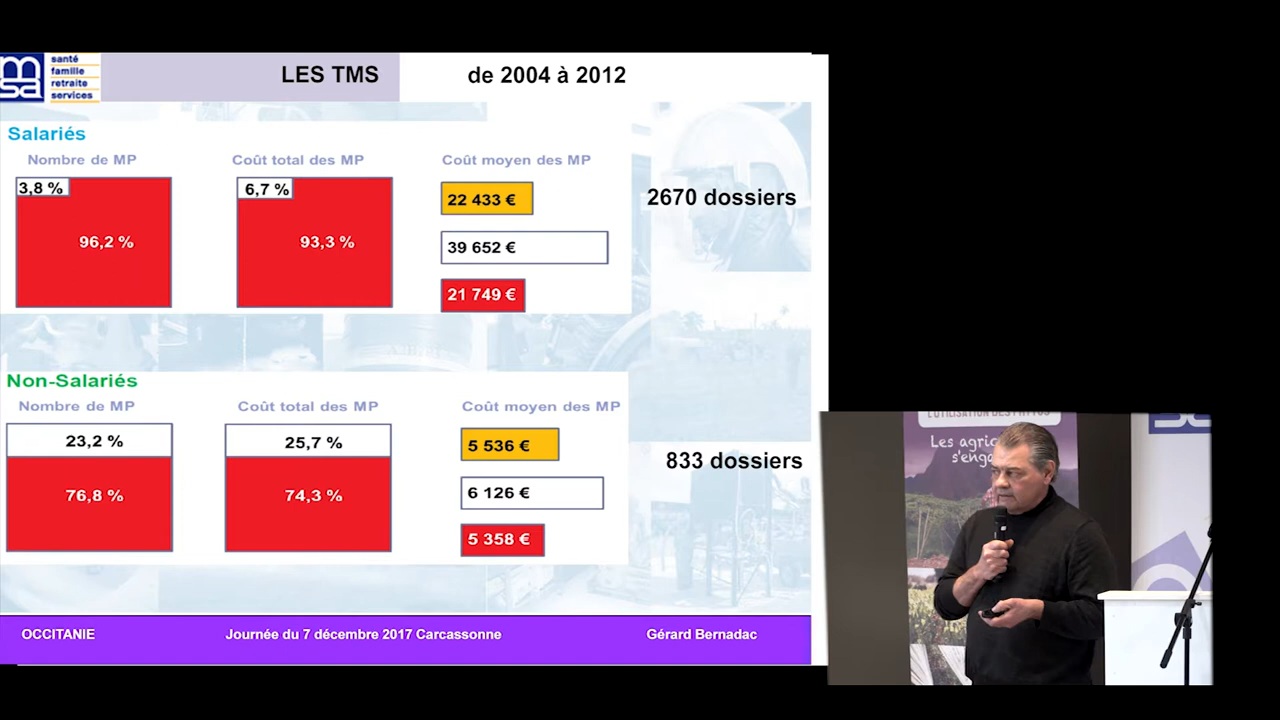 msa
santé
famille
retraite
services
LES TMS
de 2004 à 2012
Salariés
Nombre de MP
Coût total des MP
Coût moyen des MP
3,8 %
96,2 %
6,7 %
93,3 %
22 433 €
39 652 €
21 749 €
2670 dossiers
Non-Salariés
Nombre de MP
Coût total des MP
Coût moyen des MP
23,2 %
76,8 %
25,7 %
74,3 %
5 536 €
6 126 €
5 358 €
833 dossiers
OCCITANIE
Journée du 7 décembre 2017 Carcassonne
Gérard Bernadac
L'UTILISATION DES PHYTOS
Les agric
s'enga